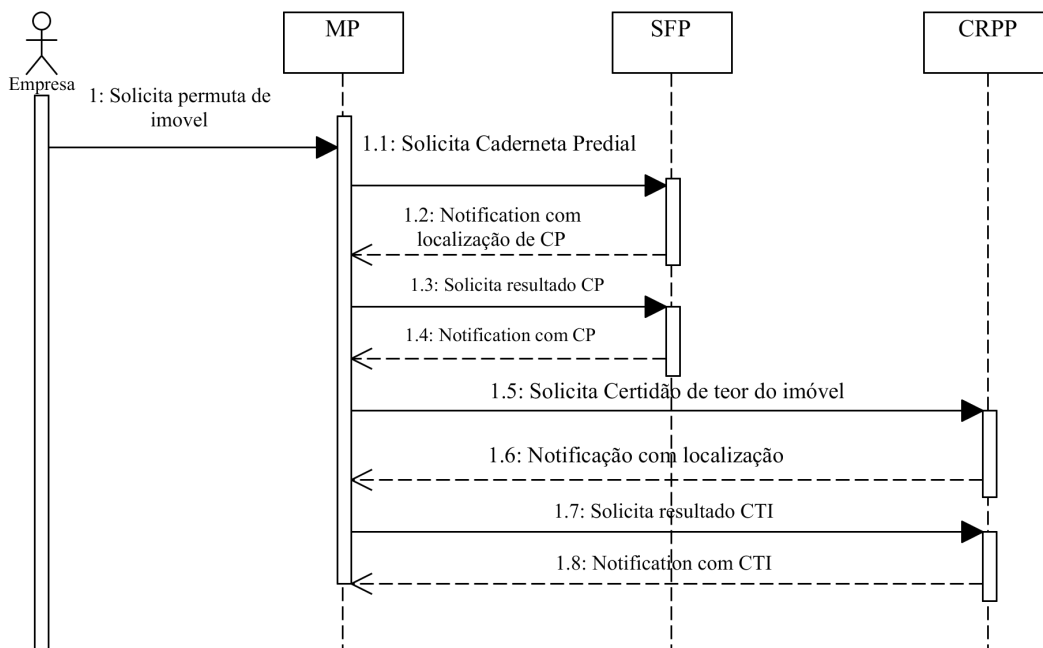 MP
SFP
CRPP
Empresa
1: Solicita permuta de
imovel
1.1: Solicita Caderneta Predial
1.2: Notification com
localização de CP
1.3: Solicita resultado CP
1.4: Notification com CP
1.5: Solicita Certidão de teor do imóvel
1.6: Notificação com localização
1.7: Solicita resultado CTI
1.8: Notification com CTI